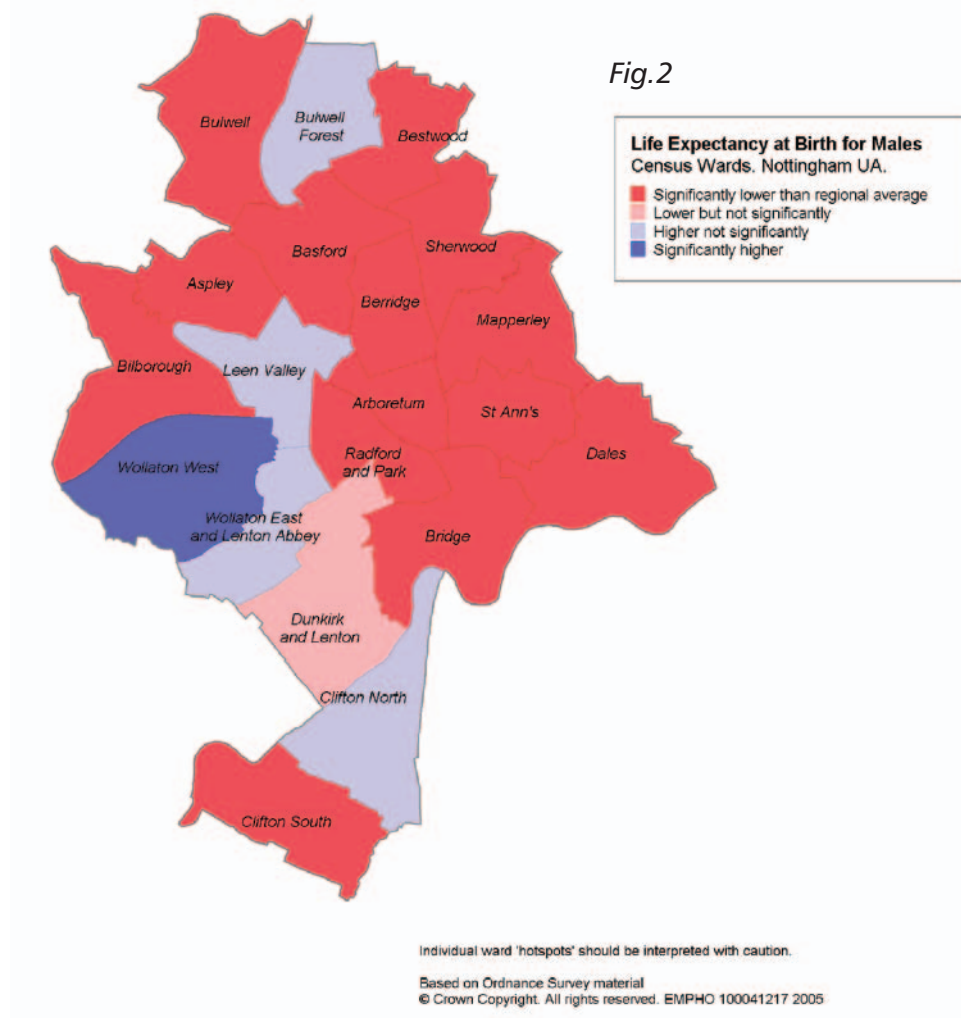 Fig.2
Life Expectancy at Birth for Males
Census Wards. Nottingham UA.
Significantly lower than regional average
Lower but not significantly
Higher not significantly
Significantly higher
Bulwell
Bulwell
Forest
Bestwood
Basford
Sherwood
Aspley
Berridge
Mapperley
Bilborough
Leen Valley
Arboretum
St Ann's
Radford
and Park
Dales
Wollaton West
Wollaton East
and Lenton Abbey
Bridge
Dunkirk
and Lenton
Clifton North
Clifton South
Individual ward 'hotspots' should be interpreted with caution.
Based on Ordnance Survey material
© Crown Copyright. All rights reserved. EMPHO 100041217 2005